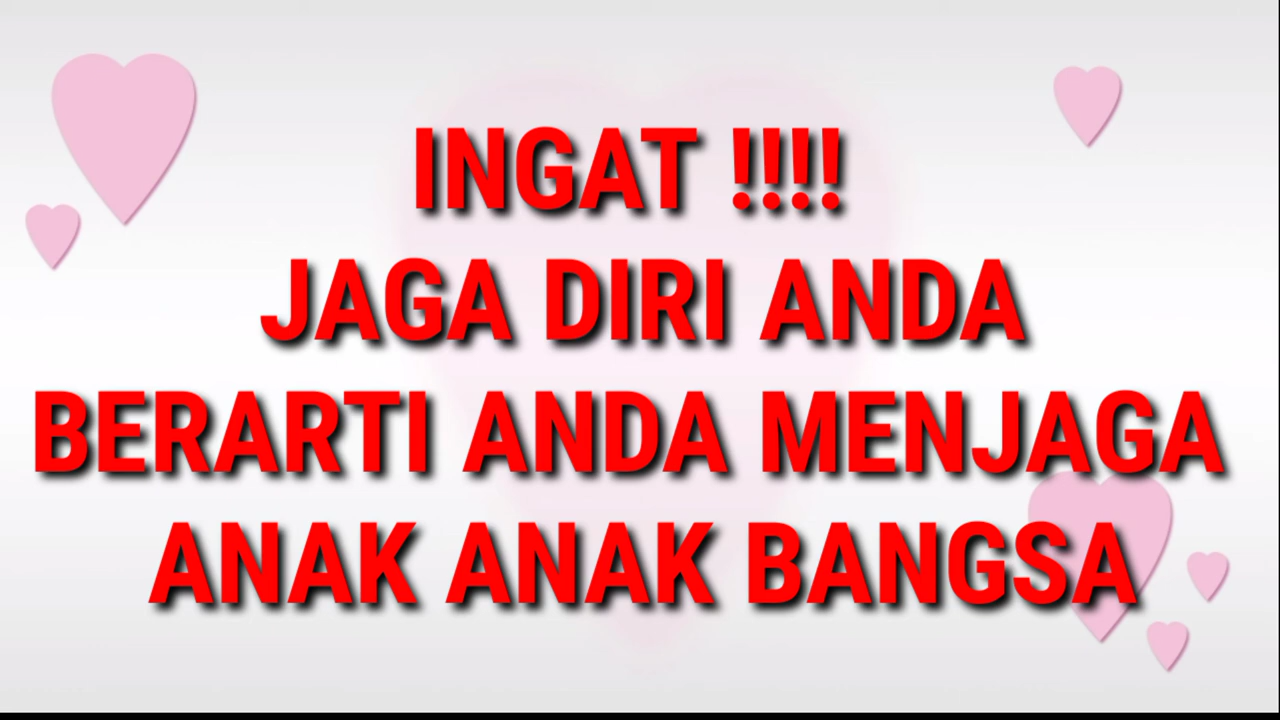 INGAT !!!!
JAGA DIRI ANDA
BERARTI ANDA MENJAGA
ANAK ANAK BANGSA